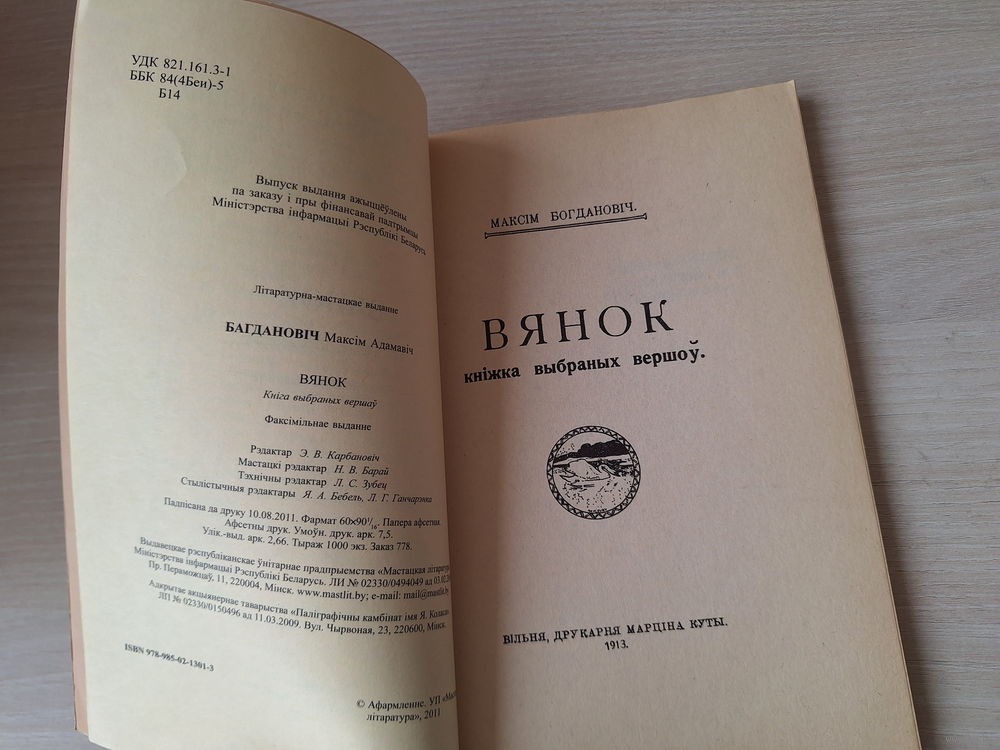 УДК 821.161.3-1
ББК 84(4Беи)-5
Б14
Выпуск выдання ажыццёўлены
па заказу і пры фінансавай падтрымцы
Міністэрства інфармацыі Рэспублікі Беларусь
Літаратурна-мастацкае выданне
БАГДАНОВІЧ Максім Адамавіч
ВЯНОК
Кніга выбраных вершаў
Факсімільнае выданне
Рэдактар Э. В. Карбановіч
Мастацкі рэдактар Н. В. Барай
Тэхнічны рэдактар Л. С. Зубец
Стылістычныя рэдактары Я. А. Бебель, Л. Г. Ганчарэнка
Падпісана да друку 10.08.2011. Фармат 60×90 1/16. Папера афсетная.
Афсетны друк. Умоўн. друк. арк. 7,5.
Улік.-выд. арк. 2,66. Тыраж 1000 экз. Заказ 778.
Выдавецкае рэспубліканскае ўнітарнае прадпрыемства «Мастацкая літаратур
Міністэрства інфармацыі Рэспублікі Беларусь. ЛИ № 02330/0494049 ад 03.02.
Пр. Пераможцаў, 11, 220004, Мінск. www.mastlit.by; e-mail: mail@mastlit.b
Адкрытае акцыянернае таварыства «Паліграфічны камбінат імя Я. Коласа»
ЛП № 02330/0150496 ад 11.03.2009. Вул. Чырвоная, 23, 220600, Мінск.
ISBN 978-985-02-1301-3
© Афармленне. УП «Мас
літаратура», 2011
МАКСІМ БОГДАНОВІЧ.
ВЯНОК
кніжка выбраных вершоў.
ВІЛЬНЯ, ДРУКАРНЯ МАРЦІНА КУТЫ.
1913.